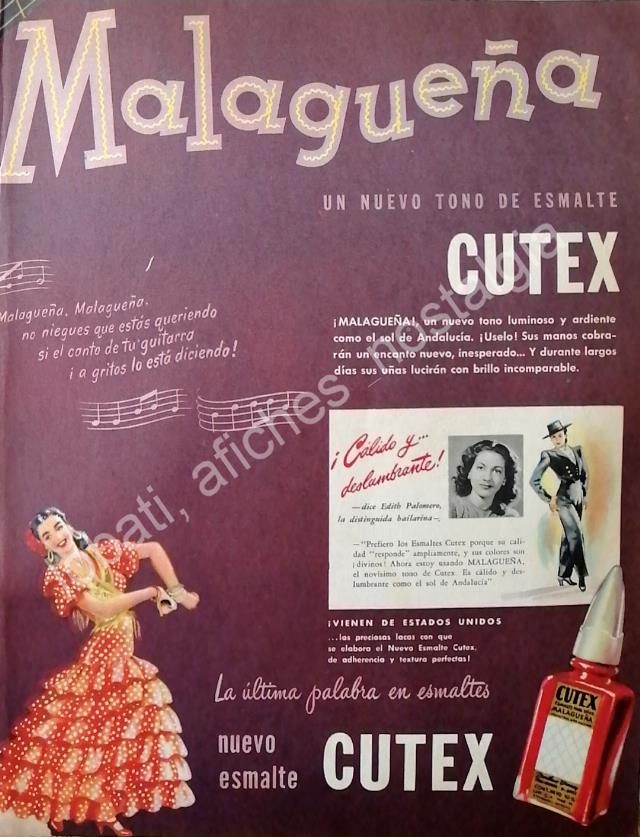 Malagueña
UN NUEVO TONO DE ESMALTE
CUTEX
Malagueña, Malagueña.
no niegues que estás queriendo
si el canto de tu guitarra
¡a gritos lo está diciendo!
¡MALAGUEÑA!, un nuevo tono luminoso y ardiente
como el sol de Andalucía. ¡Uselo! Sus manos cobra-
rán un encanto nuevo, inesperado... Y durante largos
días sus uñas lucirán con brillo incomparable.
¡Cálido y...
deslumbrante!
—dice Edith Palomero,
la distinguida bailarina—.
—"Prefiero los Esmaltes Cutex porque su cali-
dad "responde" ampliamente, y sus colores son
¡divinos! Ahora estoy usando MALAGUEÑA,
el novísimo tono de Cutex. Es cálido y des-
lumbrante como el sol de Andalucía"
¡VIENEN DE ESTADOS UNIDOS
...las preciosas lacas con que
se elabora el Nuevo Esmalte Cutex,
de adherencia y textura perfectas!
La última palabra en esmaltes
nuevo
esmalte
CUTEX
CUTEX
MALAGUEÑA
ati, afiches nostalgia